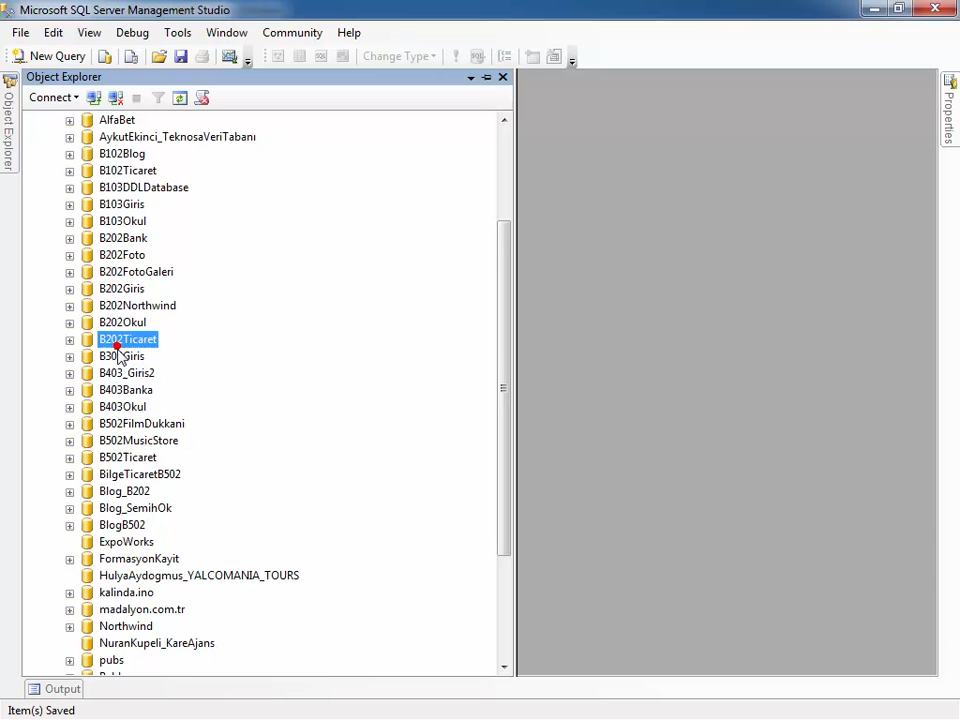 Microsoft SQL Server Management Studio
File Edit View Debug Tools Window Community Help
New Query Change Type
Object Explorer
Connect
Object Explorer
Properties
AlfaBet
AykutEkinci_TeknosaVeriTabanı
B102Blog
B102Ticaret
B103DDLDatabase
B103Giris
B103Okul
B202Bank
B202Foto
B202FotoGaleri
B202Giris
B202Northwind
B202Okul
B202Ticaret
B403_Giris2
B403Banka
B403Okul
B502FilmDukkani
B502MusicStore
B502Ticaret
BilgeTicaretB502
Blog_B202
Blog_SemihOk
BlogB502
ExpoWorks
FormasyonKayit
HulyaAydogmus_YALCOMANIA_TOURS
kalinda.ino
madalyon.com.tr
Northwind
NuranKupeli_KareAjans
pubs
Output
Item(s) Saved